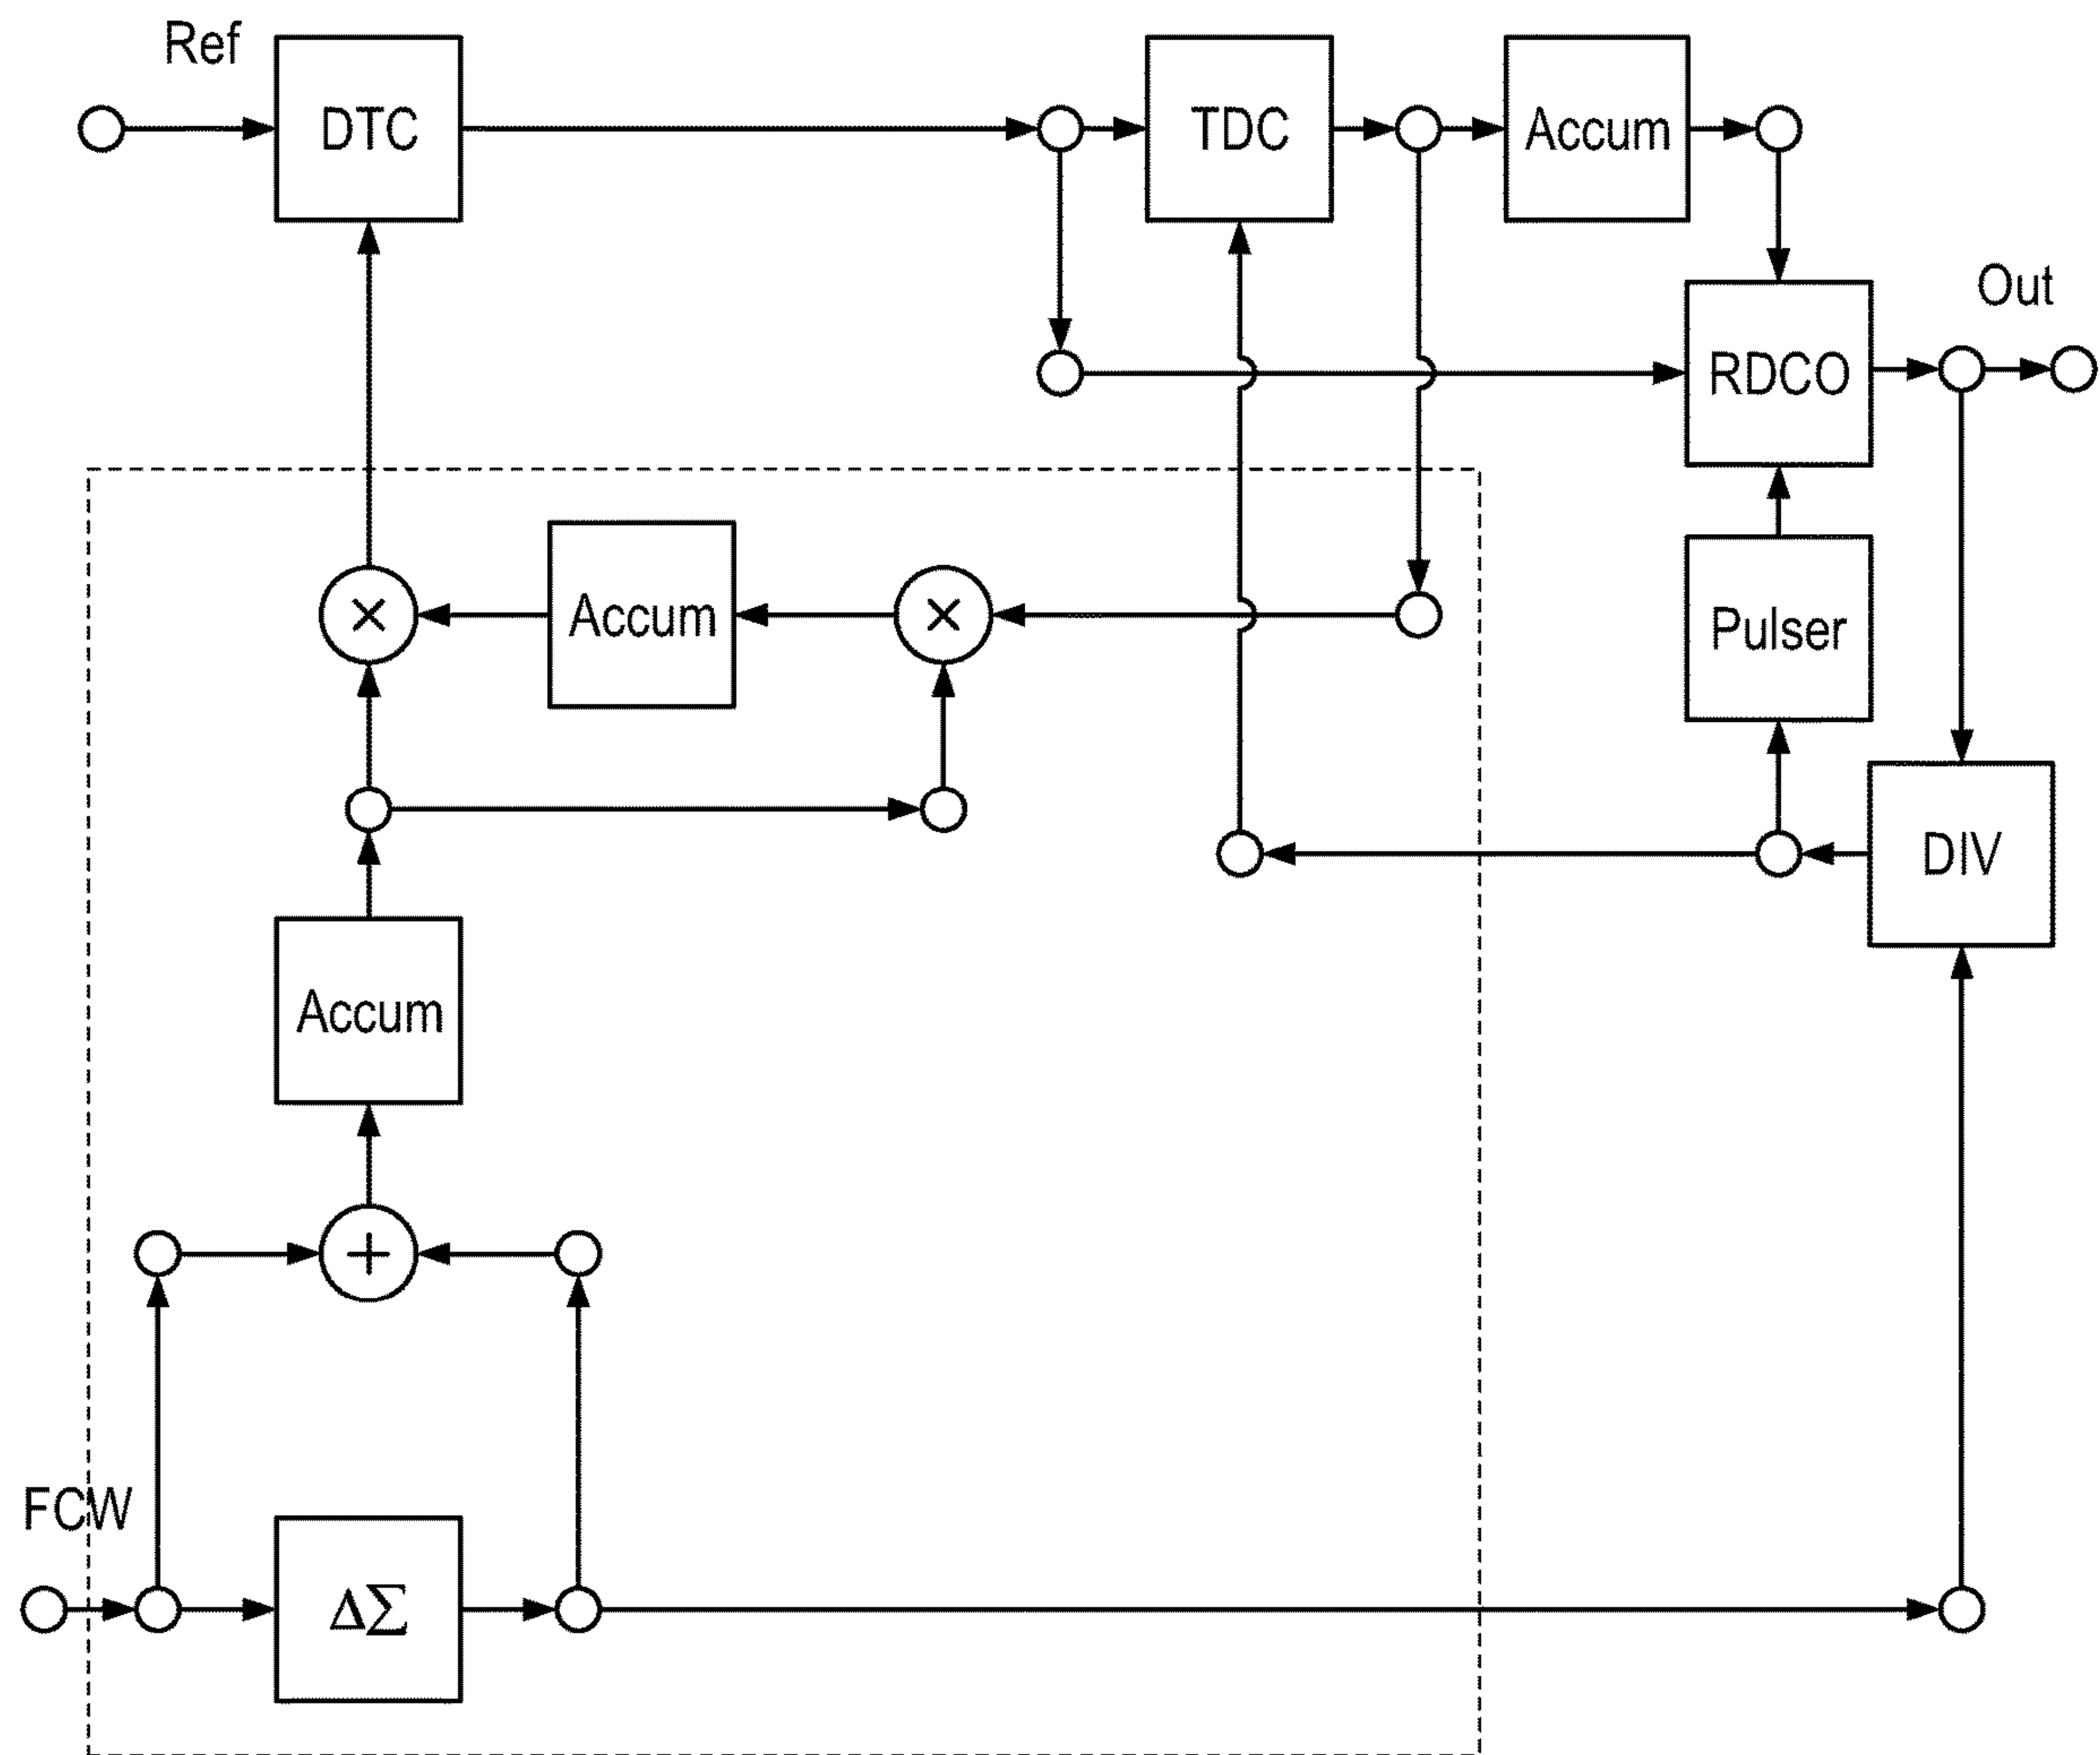 Ref
DTC
TDC
Accum
Out
RDCO
×
Accum
×
Pulser
DIV
Accum
+
FCW
ΔΣ